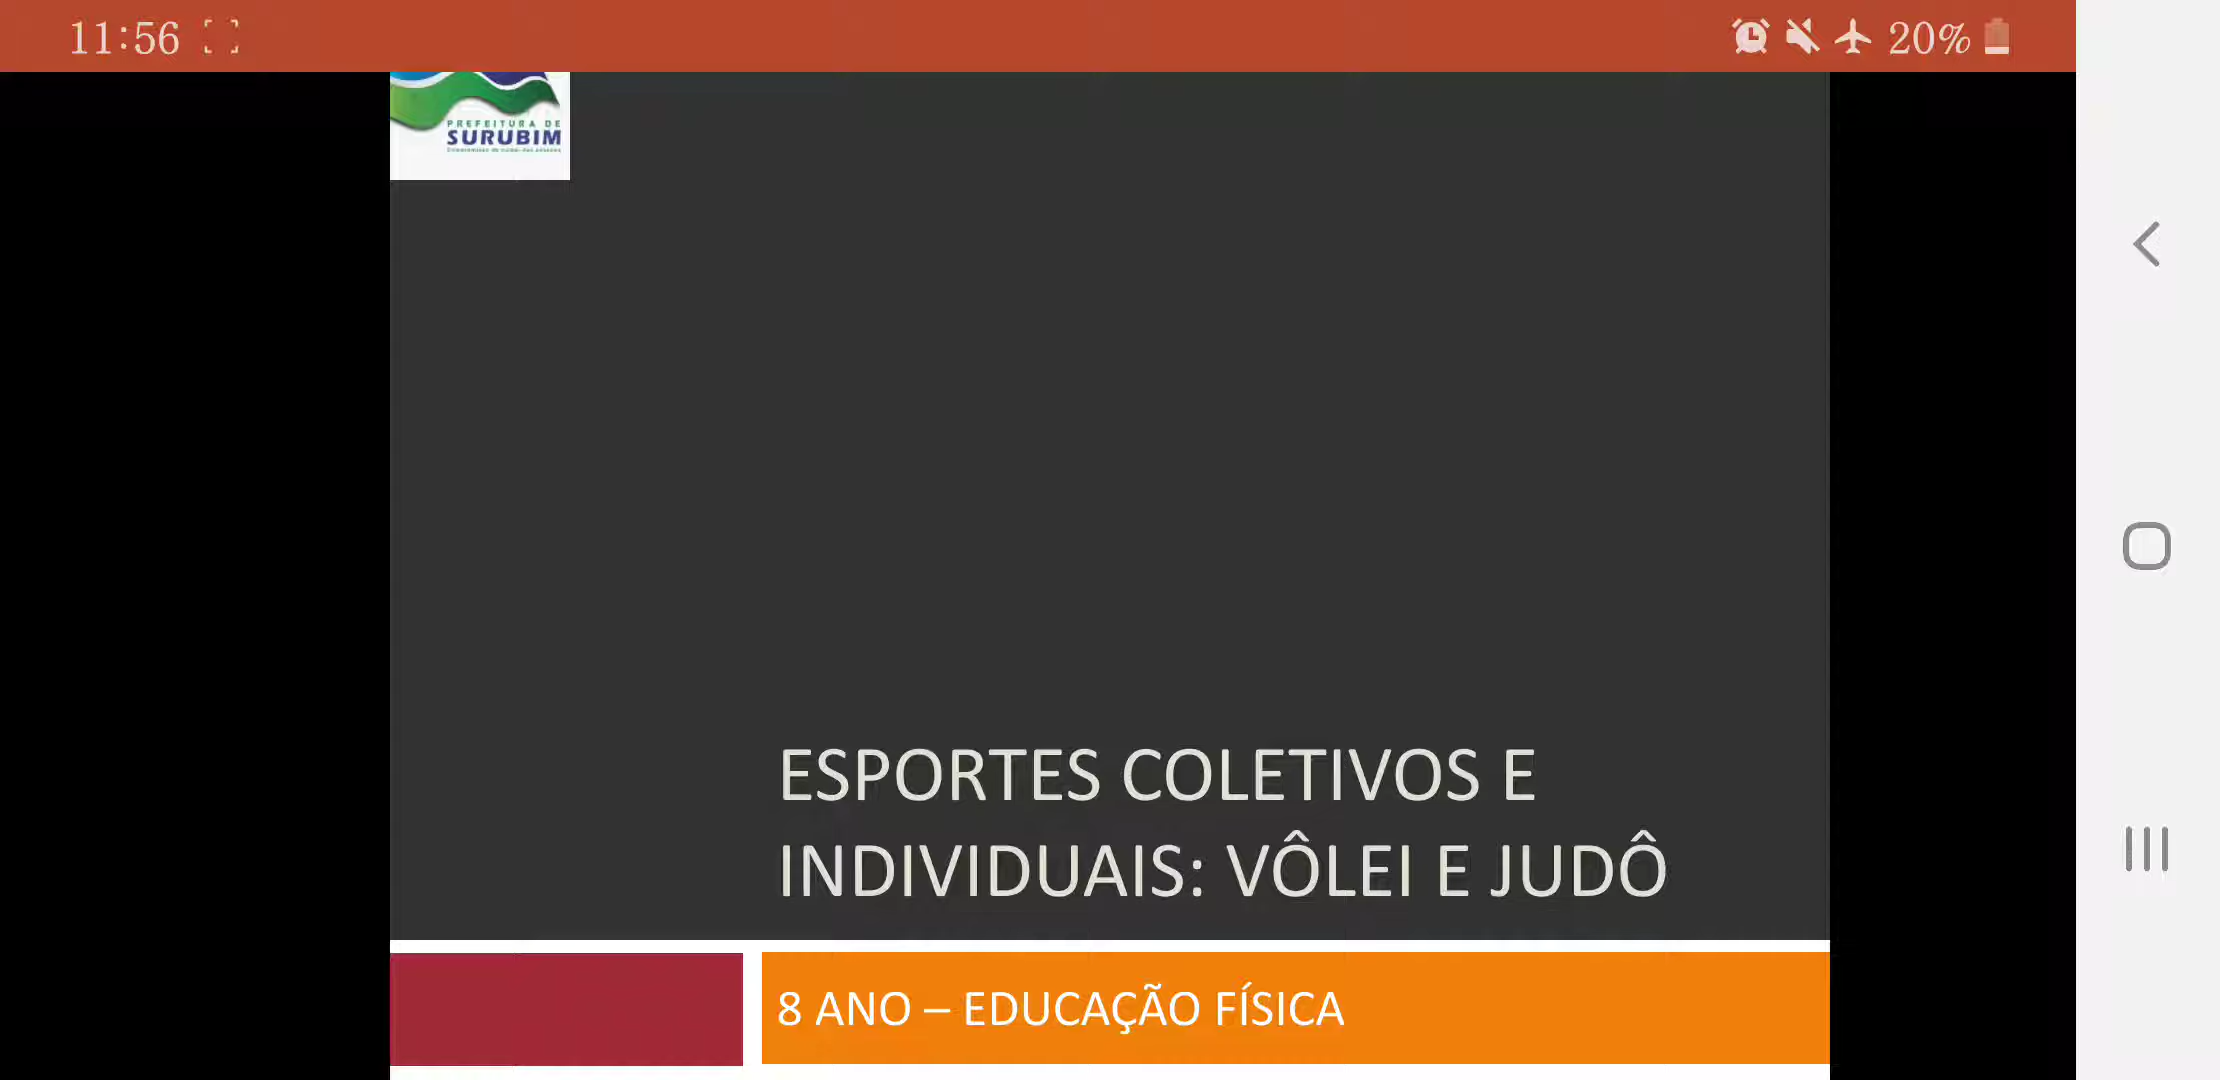 11:56
20%
PREFEITURA DE
SURUBIM
ESPORTES COLETIVOS E
INDIVIDUAIS: VÔLEI E JUDÔ
8 ANO – EDUCAÇÃO FÍSICA